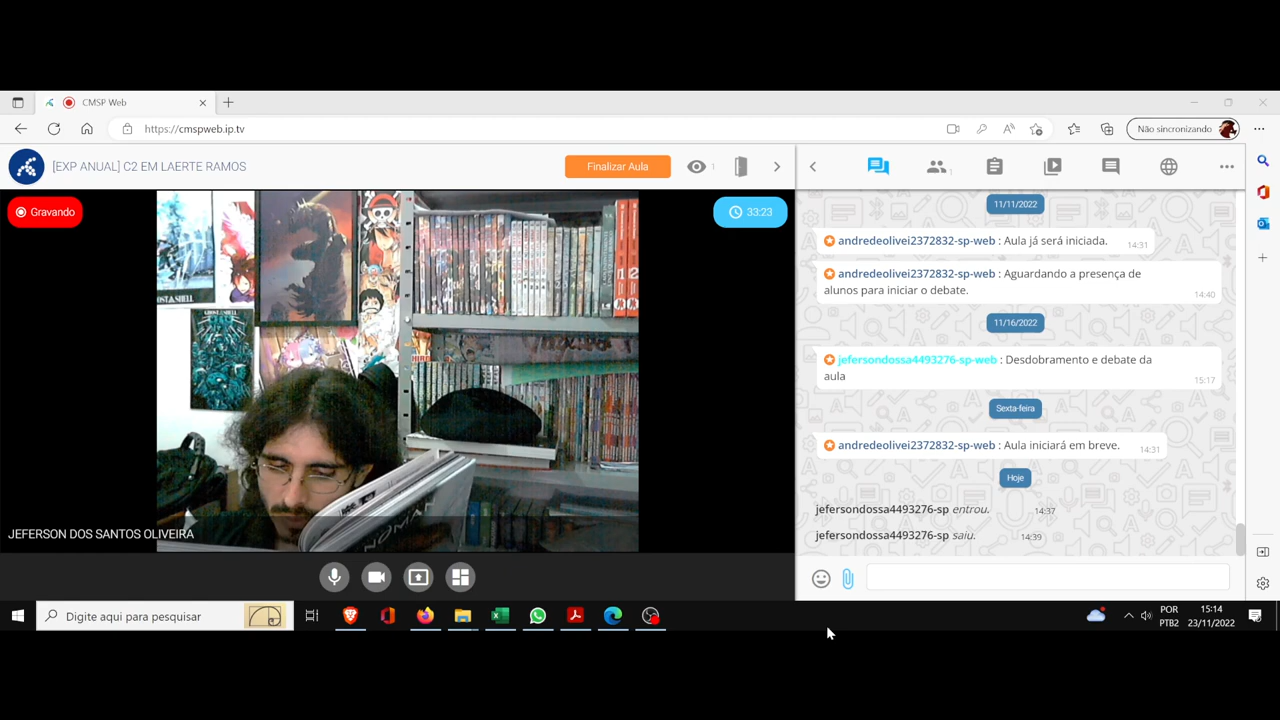 CMSP Web
https://cmspweb.ip.tv
Não sincronizando
[EXP ANUAL] C2 EM LAERTE RAMOS
Finalizar Aula
1
Gravando
33:23
JEFERSON DOS SANTOS OLIVEIRA
1
11/11/2022
andredeolivei2372832-sp-web : Aula já será iniciada. 14:31
andredeolivei2372832-sp-web : Aguardando a presença de
alunos para iniciar o debate. 14:40
11/16/2022
jefersondossa4493276-sp-web : Desdobramento e debate da
aula 15:17
Sexta-feira
andredeolivei2372832-sp-web : Aula iniciará em breve. 14:31
Hoje
jefersondossa4493276-sp entrou. 14:37
jefersondossa4493276-sp saiu. 14:39
Digite aqui para pesquisar
POR
PTB2
15:14
23/11/2022